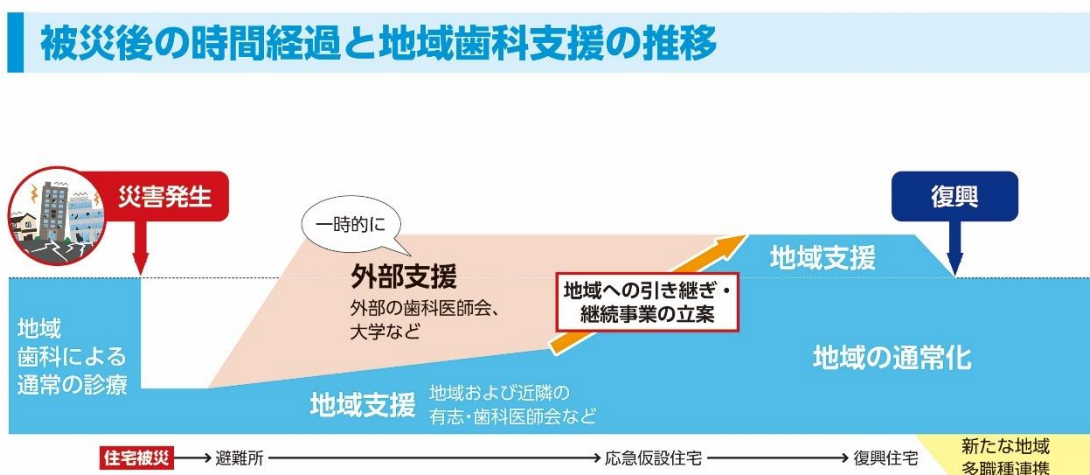 被災後の時間経過と地域歯科支援の推移
災害発生
復興
一時的に
外部支援
外部の歯科医師会、
大学など
地域への引き継ぎ・
継続事業の立案
地域支援
地域
歯科による
通常の診療
地域の通常化
地域支援
地域および近隣の
有志・歯科医師会など
住宅被災→避難所→応急仮設住宅→復興住宅
新たな地域
多職種連携